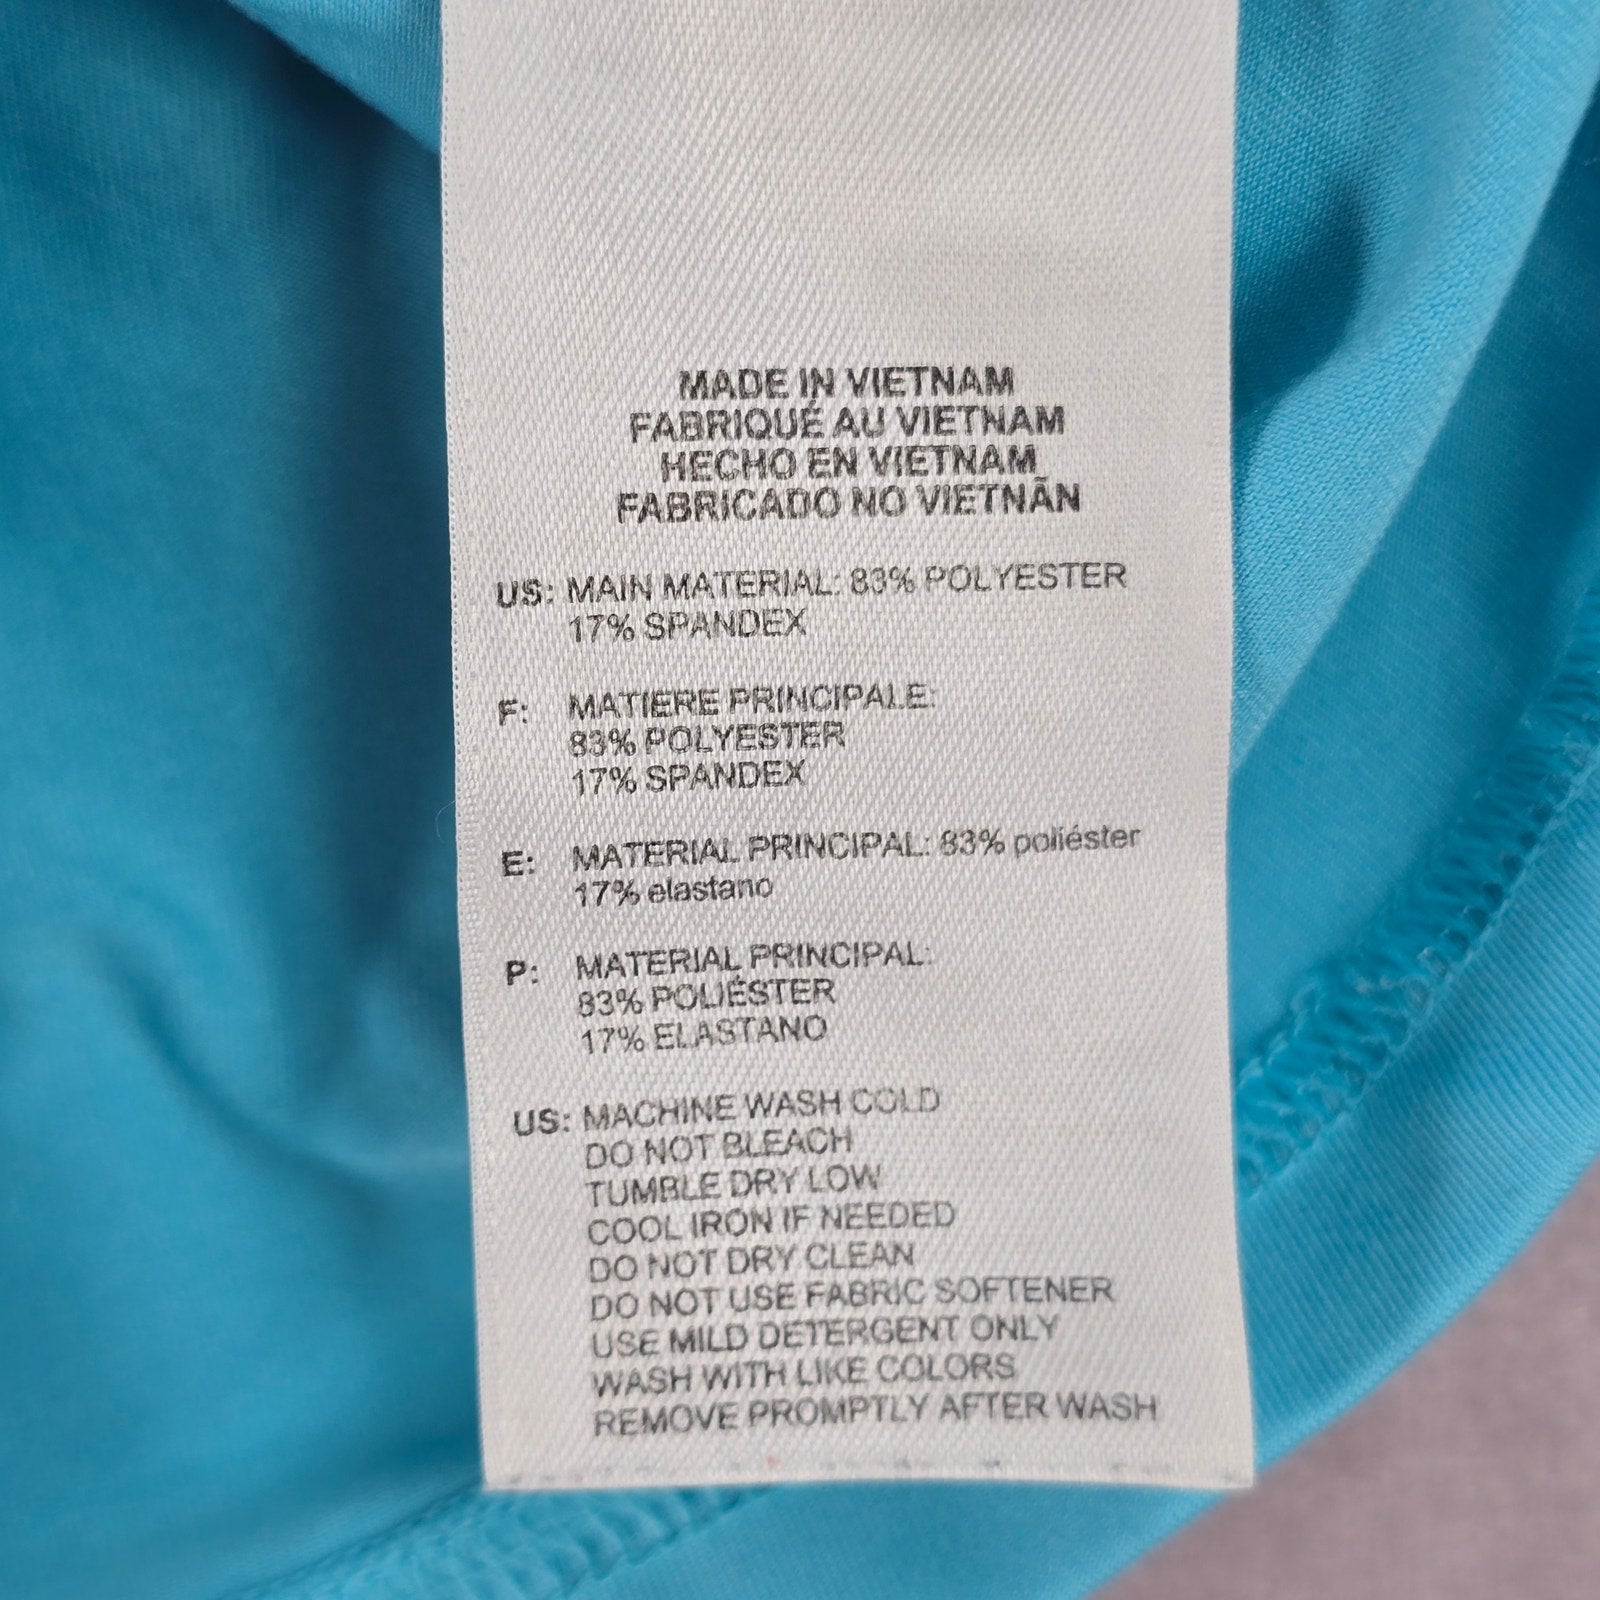 MADE IN VIETNAM
FABRIQUÉ AU VIETNAM
HECHO EN VIETNAM
FABRICADO NO VIETNÃN
US: MAIN MATERIAL: 83% POLYESTER
17% SPANDEX
F: MATIERE PRINCIPALE:
83% POLYESTER
17% SPANDEX
E: MATERIAL PRINCIPAL: 83% poliéster
17% elastano
P: MATERIAL PRINCIPAL:
83% POLIÉSTER
17% ELASTANO
US: MACHINE WASH COLD
DO NOT BLEACH
TUMBLE DRY LOW
COOL IRON IF NEEDED
DO NOT DRY CLEAN
DO NOT USE FABRIC SOFTENER
USE MILD DETERGENT ONLY
WASH WITH LIKE COLORS
REMOVE PROMPTLY AFTER WASH